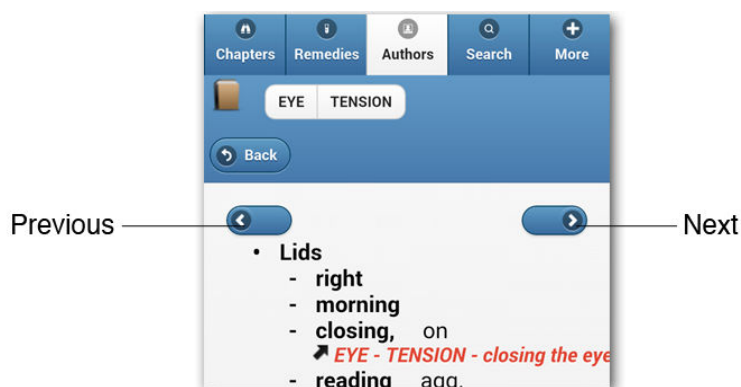 Chapters Remedies Authors Search More
EYE TENSION
Back
Previous Next
• Lids
- right
- morning
- closing, on
EYE - TENSION - closing the eye
- reading agg.